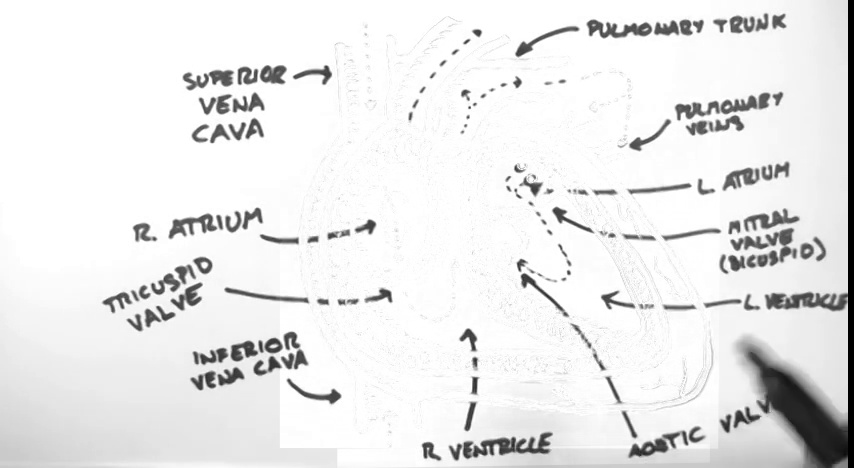 PULMONARY TRUNK
SUPERIOR
VENA
CAVA
PULMONARY
VEINS
L. ATRIUM
R. ATRIUM
MITRAL
VALVE
(BICUSPID)
TRICUSPID
VALVE
L. VENTRICLE
INFERIOR
VENA CAVA
R VENTRICLE
AORTIC VALV